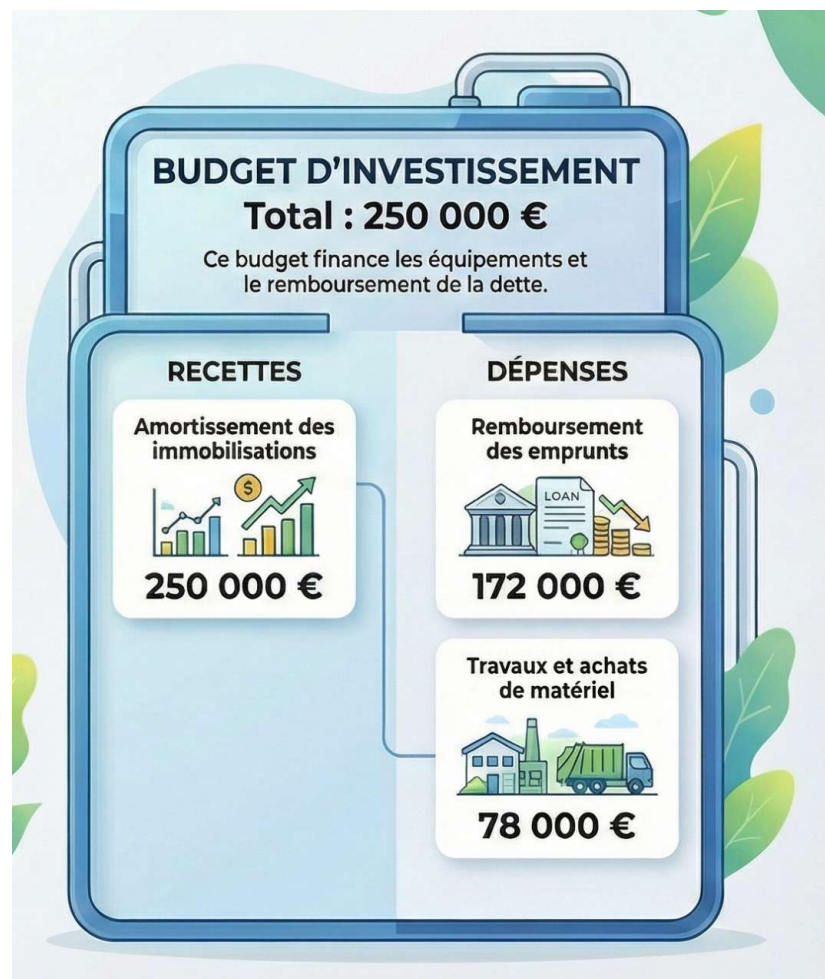 BUDGET D’INVESTISSEMENT
Total : 250 000 €
Ce budget finance les équipements et
le remboursement de la dette.
RECETTES
Amortissement des
immobilisations
$
250 000 €
DÉPENSES
Remboursement
des emprunts
LOAN
172 000 €
Travaux et achats
de matériel
78 000 €